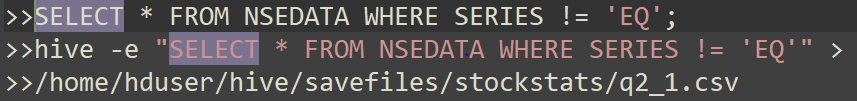 >>SELECT * FROM NSEDATA WHERE SERIES != 'EQ';
>>hive -e "SELECT * FROM NSEDATA WHERE SERIES != 'EQ'" >
>>/home/hduser/hive/savefiles/stockstats/q2_1.csv